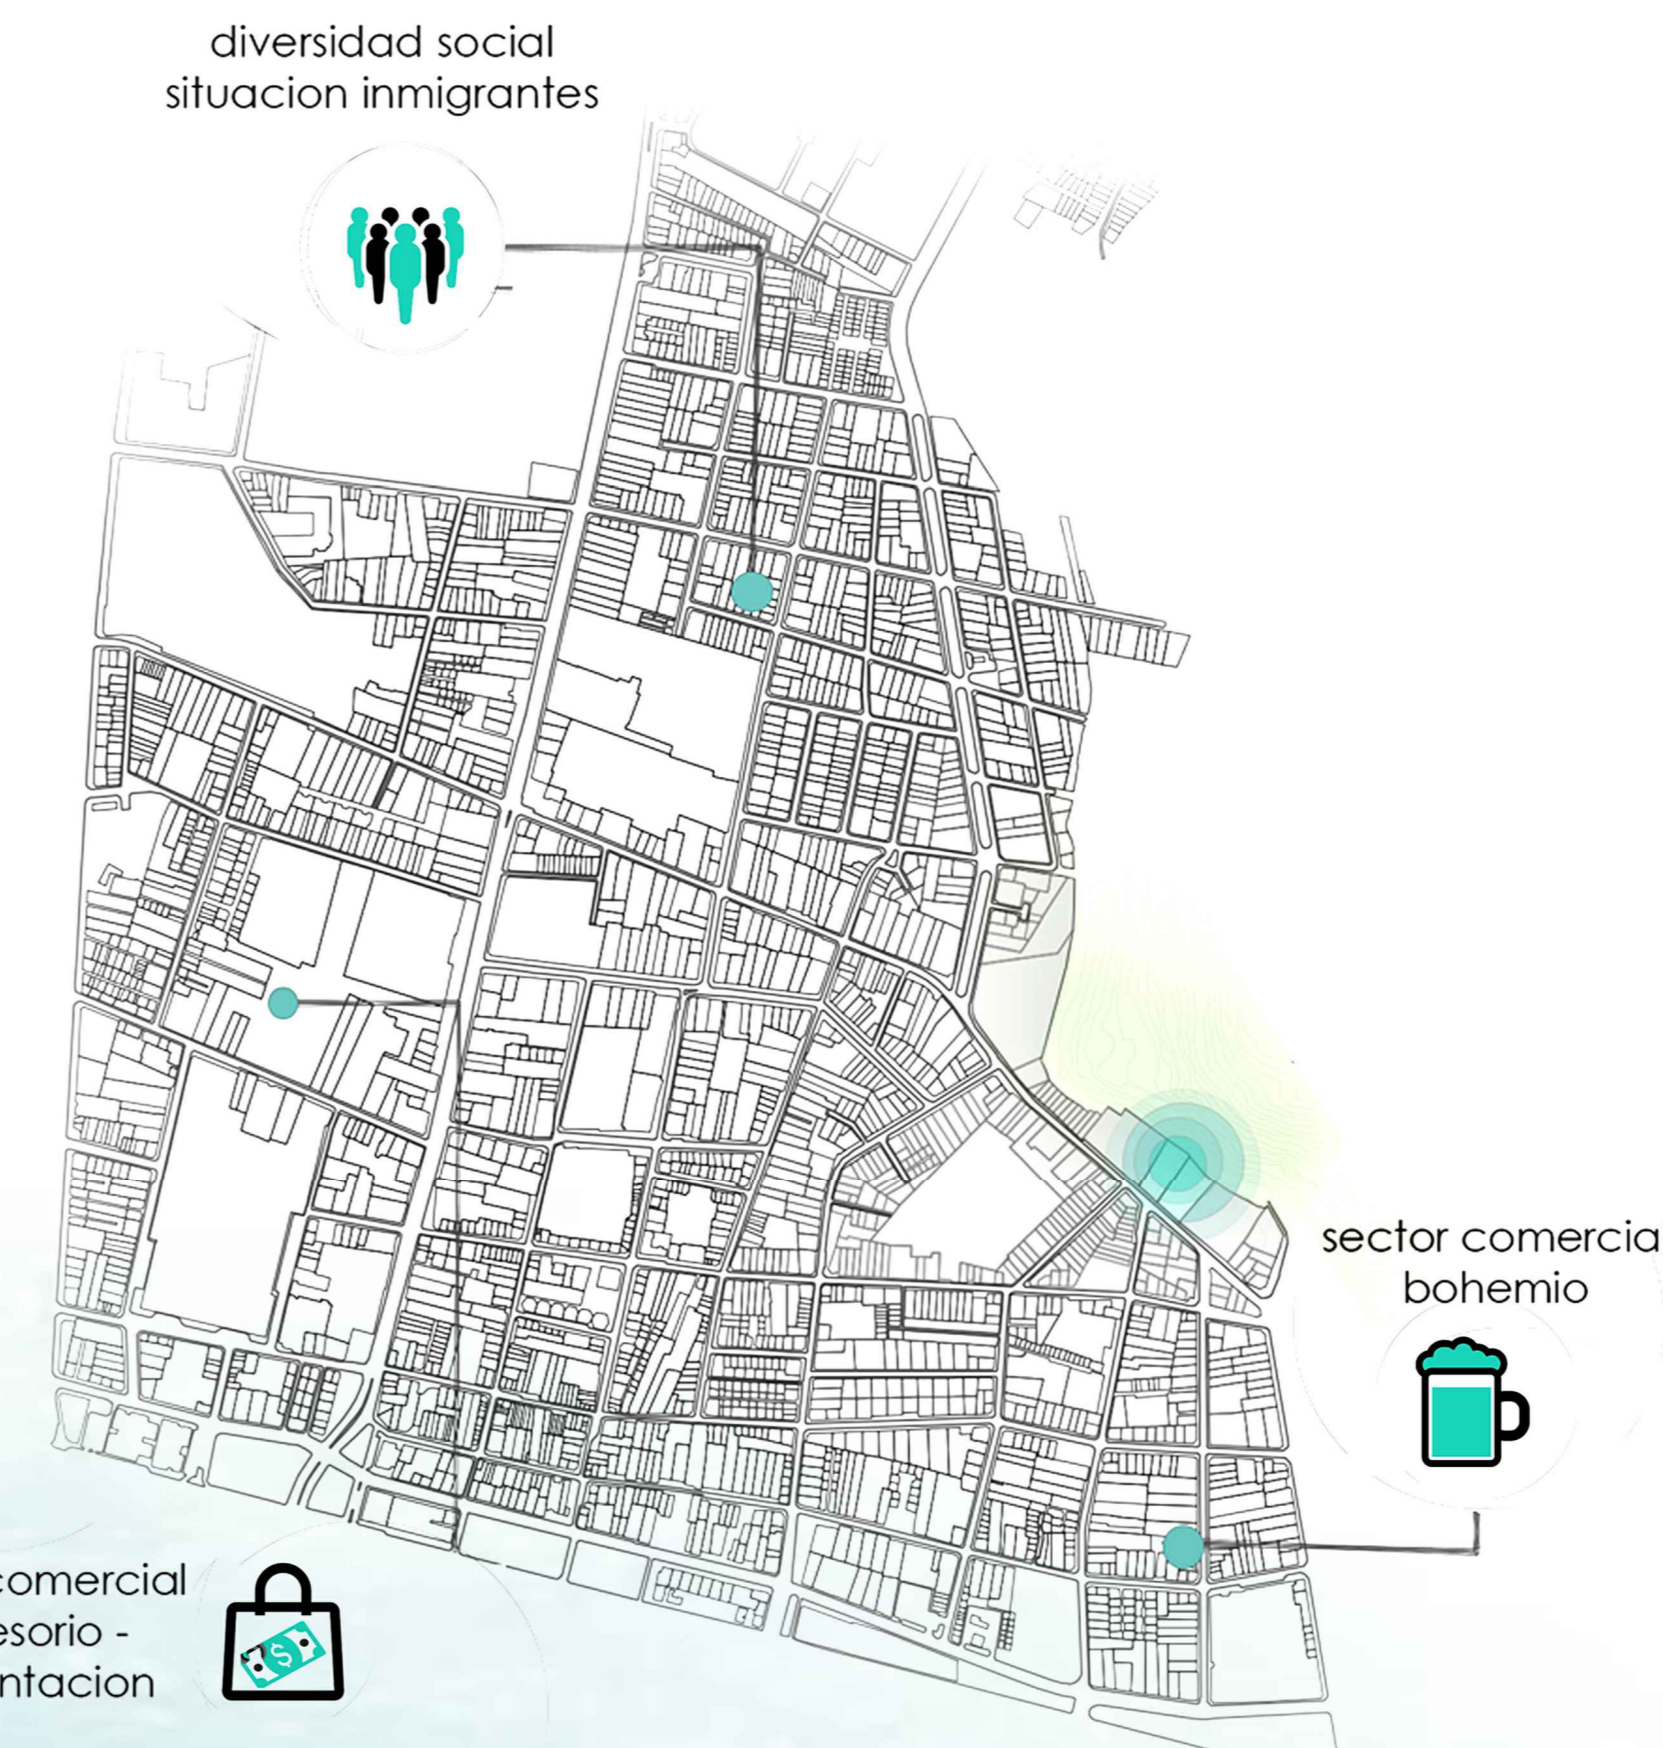 diversidad social
situacion inmigrantes
sector comercia
bohemio
comercial
esorio -
ntacion
$